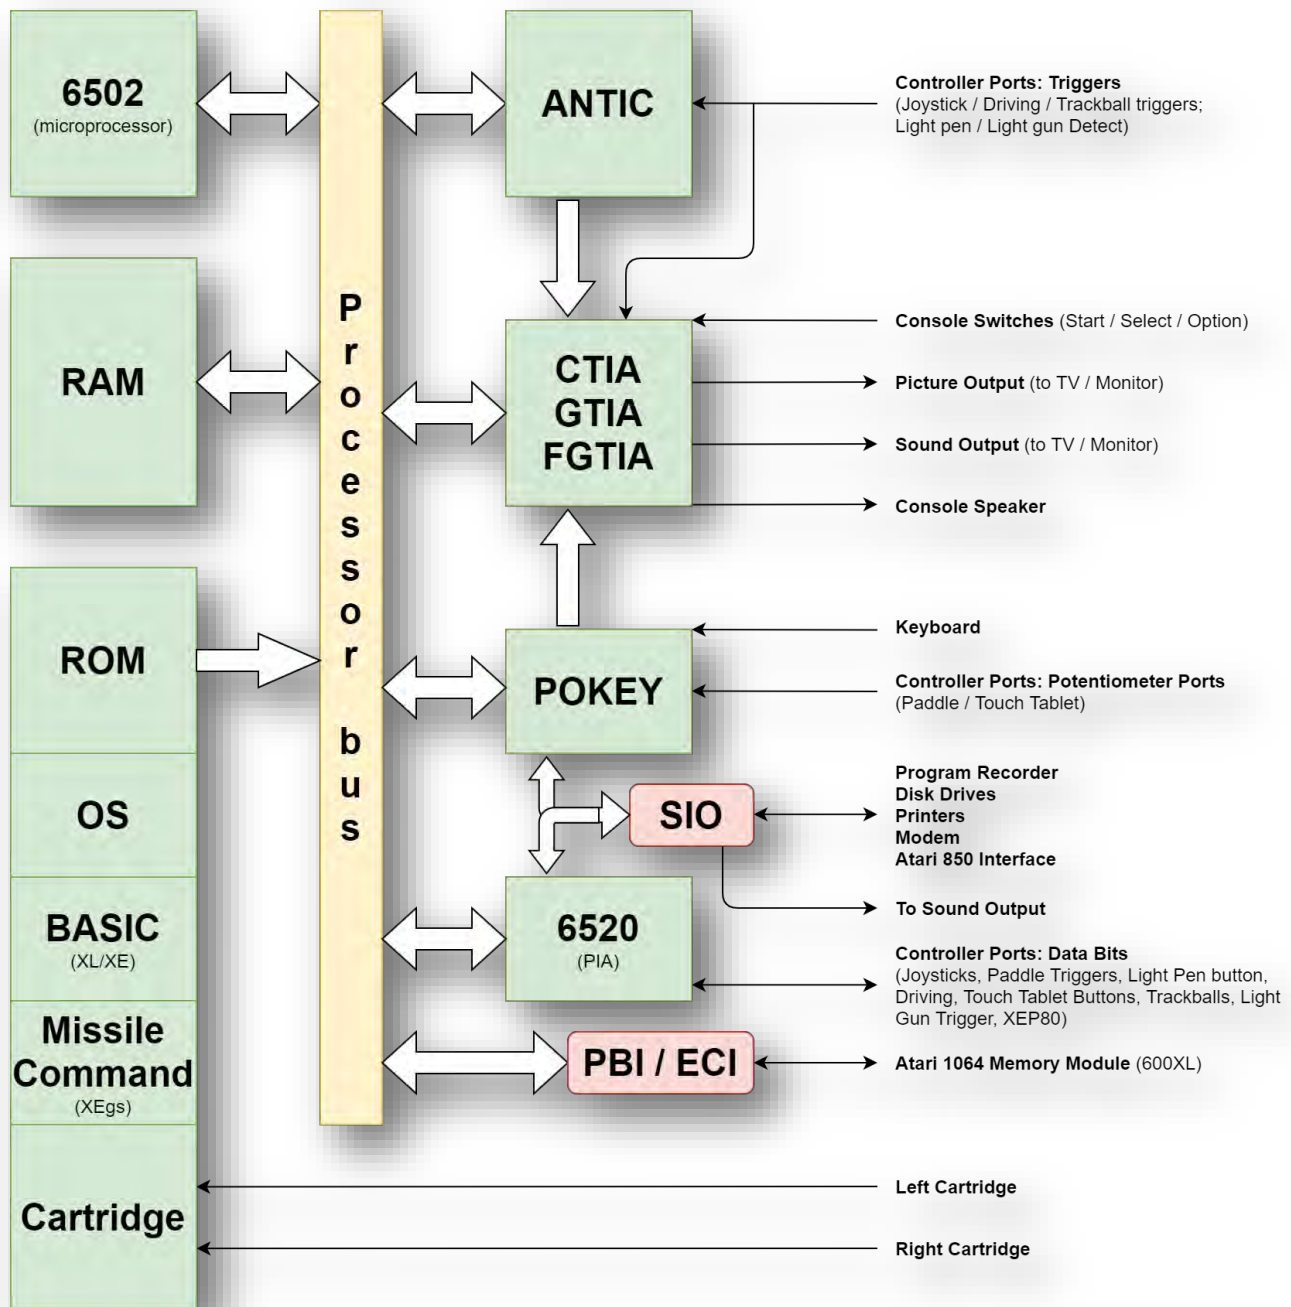 6502
(microprocessor)
RAM
ROM
OS
BASIC
(XL/XE)
Missile
Command
(XEgs)
Cartridge
Processor bus
ANTIC
CTIA
GTIA
FGTIA
POKEY
SIO
6520
(PIA)
PBI / ECI
Controller Ports: Triggers
(Joystick / Driving / Trackball triggers;
Light pen / Light gun Detect)
Console Switches (Start / Select / Option)
Picture Output (to TV / Monitor)
Sound Output (to TV / Monitor)
Console Speaker
Keyboard
Controller Ports: Potentiometer Ports
(Paddle / Touch Tablet)
Program Recorder
Disk Drives
Printers
Modem
Atari 850 Interface
To Sound Output
Controller Ports: Data Bits
(Joysticks, Paddle Triggers, Light Pen button,
Driving, Touch Tablet Buttons, Trackballs, Light
Gun Trigger, XEP80)
Atari 1064 Memory Module (600XL)
Left Cartridge
Right Cartridge